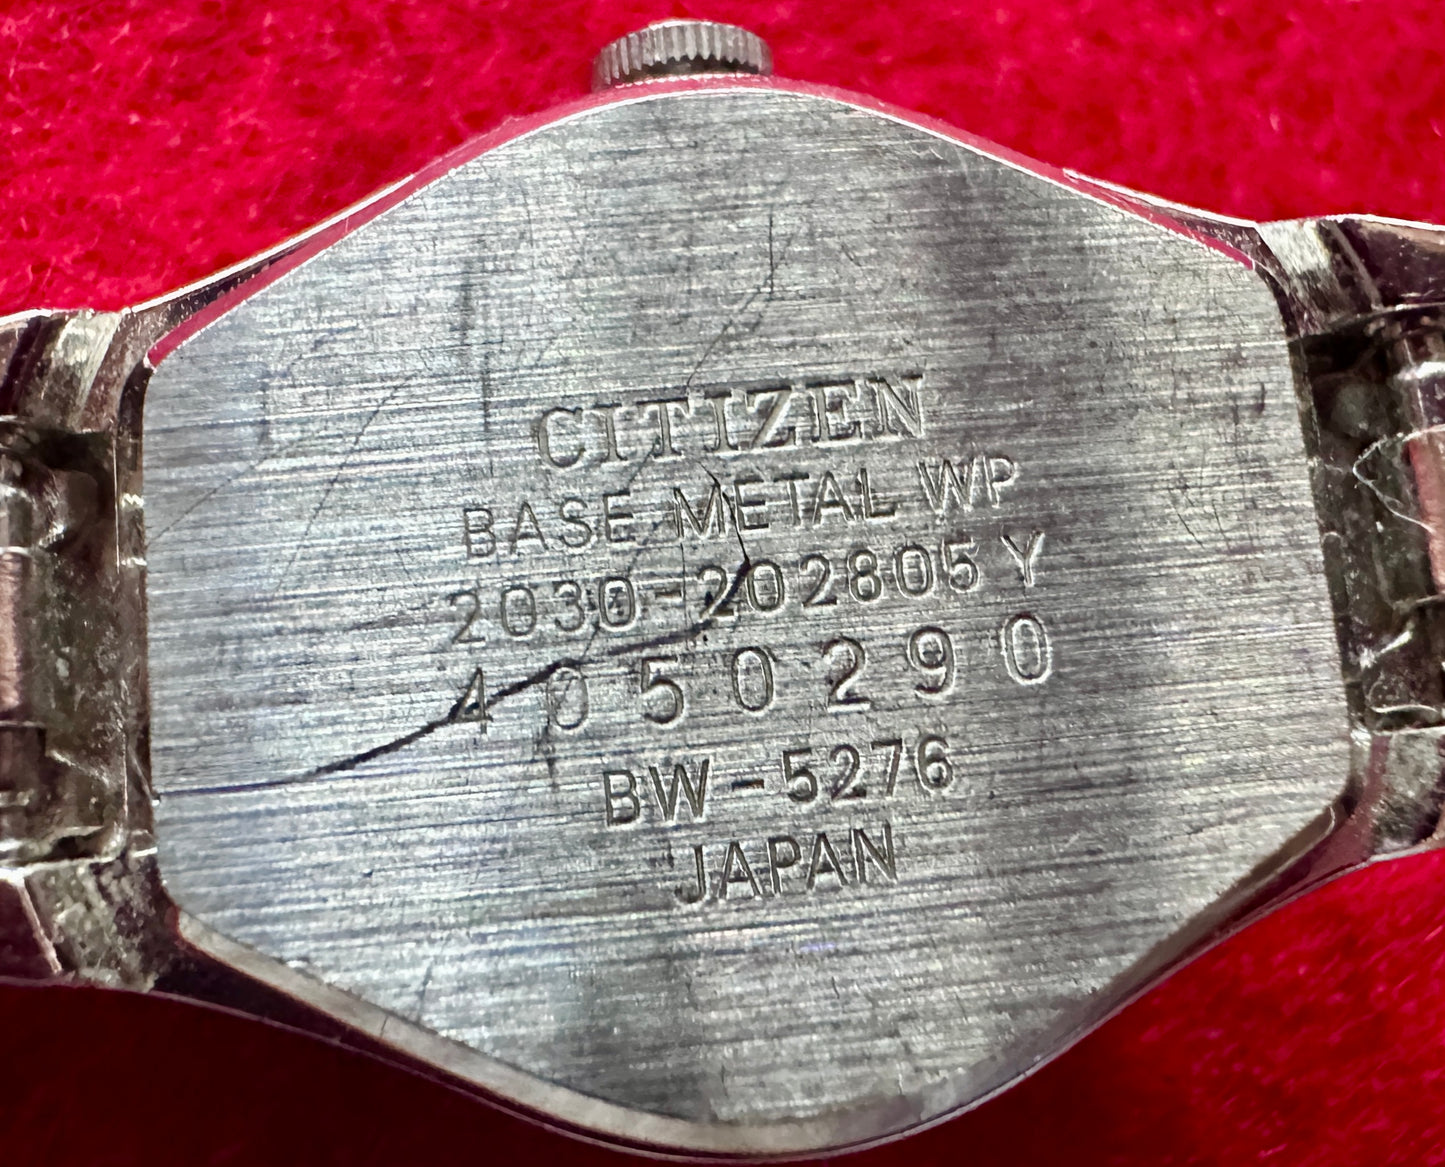 CITIZEN
BASE METAL WP
2030-202805 Y
4050290
BW-5276
JAPAN